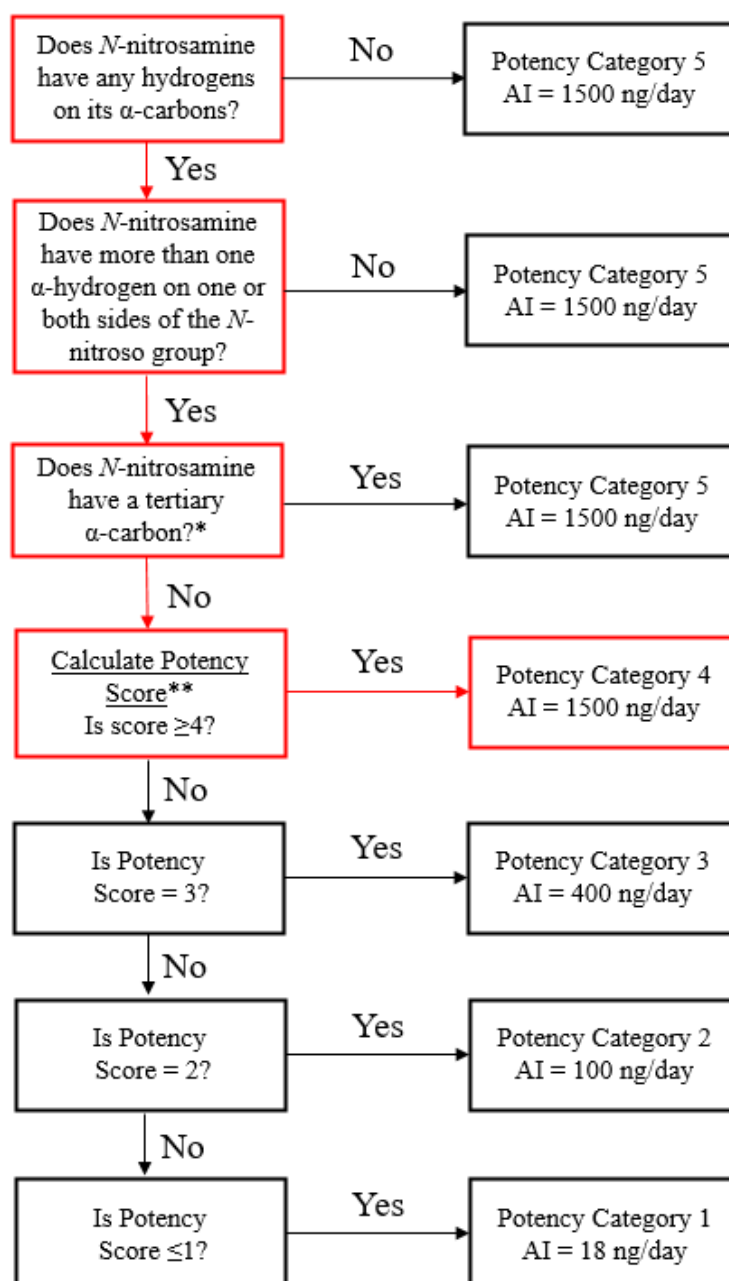 Does N-nitrosamine
have any hydrogens
on its α-carbons?
No
Potency Category 5
AI = 1500 ng/day
Yes
Does N-nitrosamine
have more than one
α-hydrogen on one or
both sides of the N-
nitroso group?
No
Potency Category 5
AI = 1500 ng/day
Yes
Does N-nitrosamine
have a tertiary
α-carbon?*
Yes
Potency Category 5
AI = 1500 ng/day
No
Calculate Potency
Score**
Is score ≥4?
Yes
Potency Category 4
AI = 1500 ng/day
No
Is Potency
Score = 3?
Yes
Potency Category 3
AI = 400 ng/day
No
Is Potency
Score = 2?
Yes
Potency Category 2
AI = 100 ng/day
No
Is Potency
Score ≤1?
Yes
Potency Category 1
AI = 18 ng/day